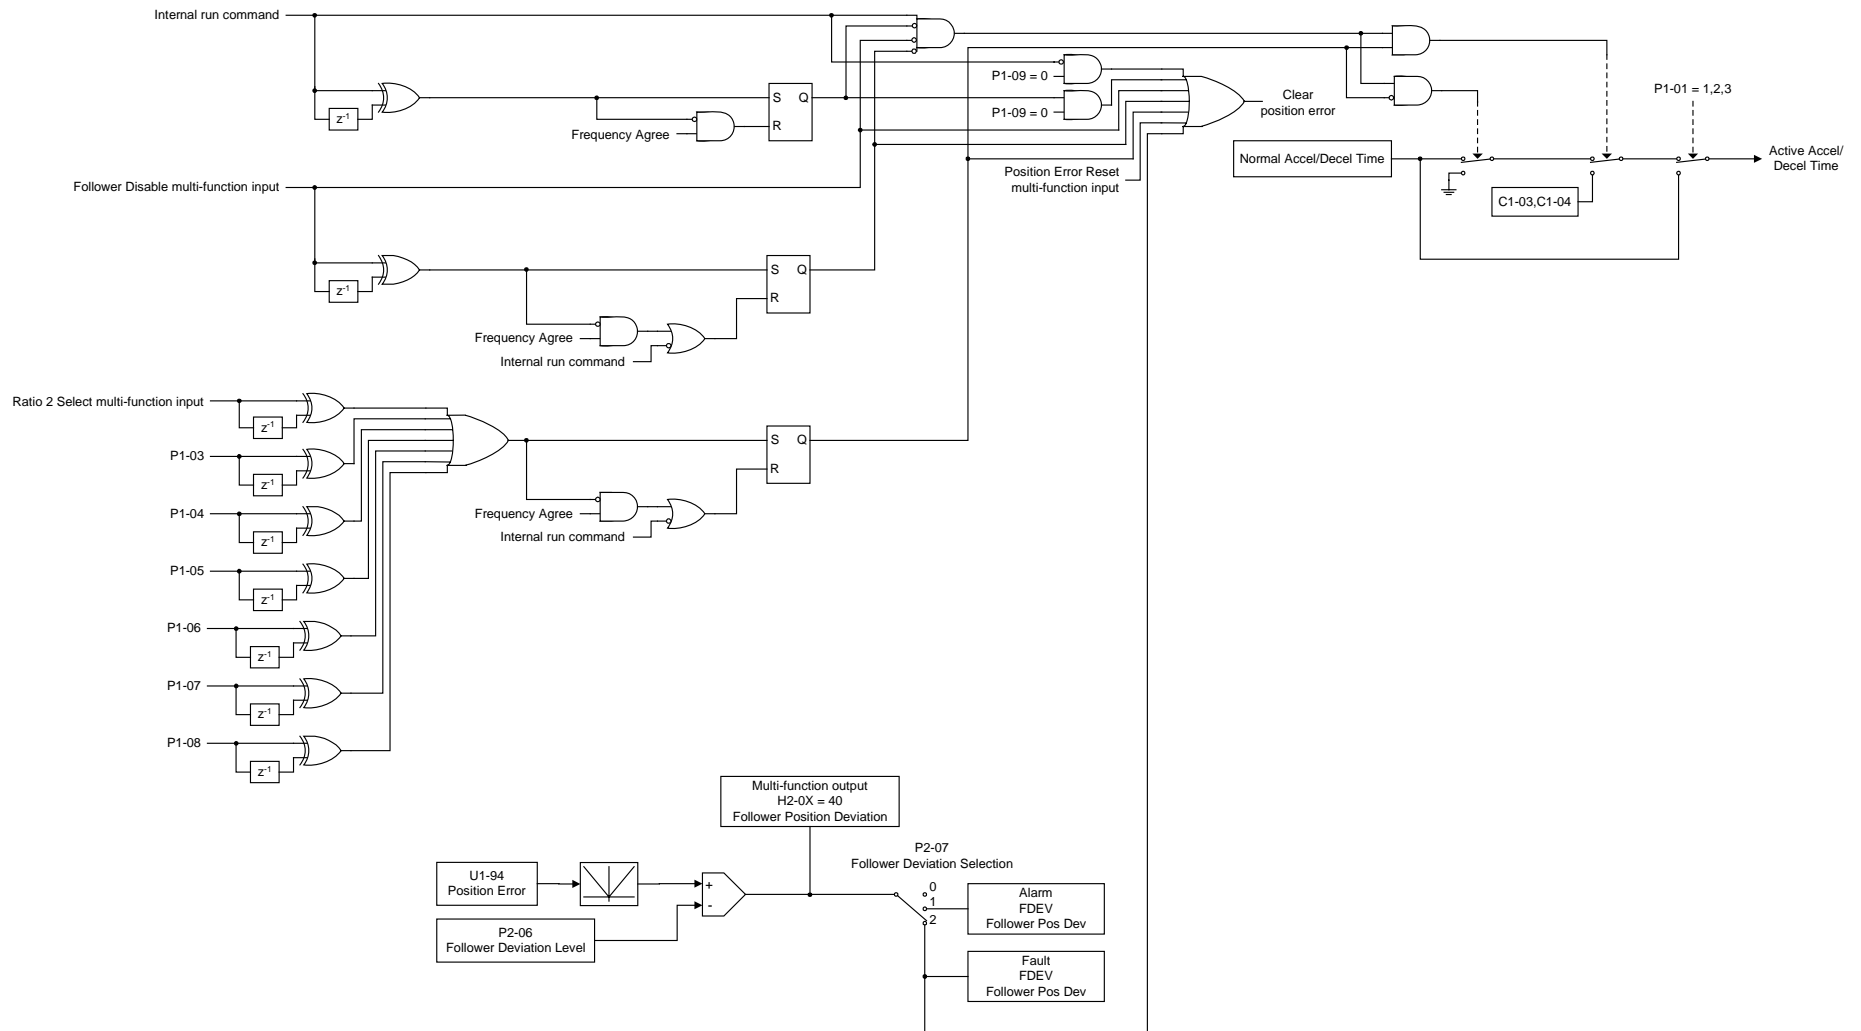 Internal run command
P1-09 = 0
P1-01 = 1,2,3
S Q
Clear
position error
z-1
P1-09 = 0
R
Frequency Agree
Normal Accel/Decel Time
Active Accel/
Decel Time
Position Error Reset
multi-function input
Follower Disable multi-function input
C1-03,C1-04
S Q
z-1
R
Frequency Agree
Internal run command
Ratio 2 Select multi-function input
z-1
S Q
P1-03
R
z-1
Frequency Agree
P1-04
Internal run command
z-1
P1-05
z-1
P1-06
z-1
P1-07
z-1
P1-08
z-1
Multi-function output
H2-0X = 40
Follower Position Deviation
P2-07
Follower Deviation Selection
U1-94
Position Error
+
-
0
1
2
Alarm
FDEV
Follower Pos Dev
P2-06
Follower Deviation Level
Fault
FDEV
Follower Pos Dev